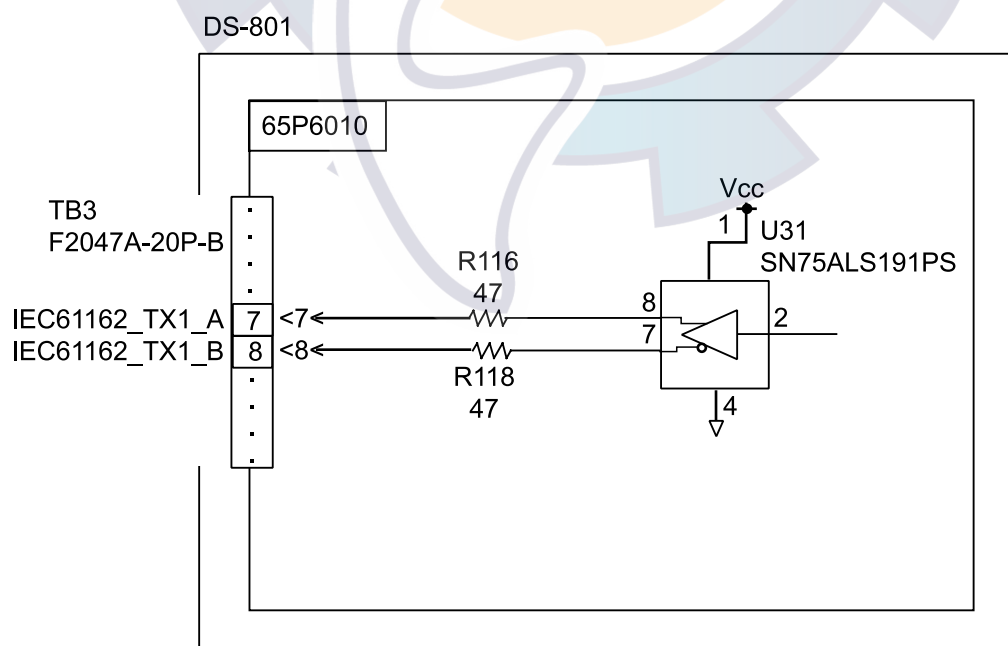 DS-801
65P6010
TB3
F2047A-20P-B
Vcc
1
U31
SN75ALS191PS
R116
47
IEC61162_TX1_A 7 <7
8
2
IEC61162_TX1_B 8 <8
7
R118
47
4